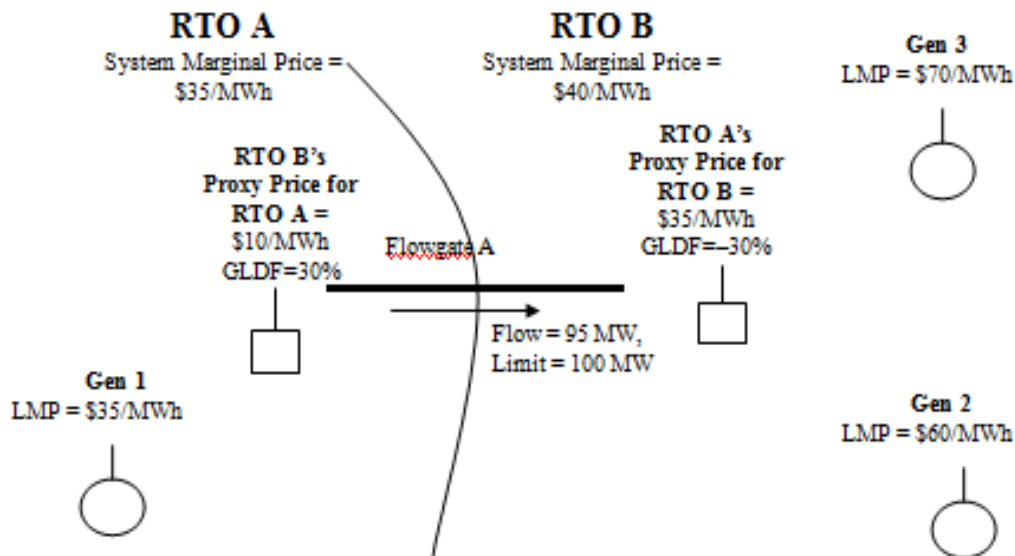 RTO A
System Marginal Price =
$35/MWh
RTO B
System Marginal Price =
$40/MWh
Gen 3
LMP = $70/MWh
RTO B's
Proxy Price for
RTO A =
$10/MWh
GLDF=30%
Flowgate A
RTO A's
Proxy Price for
RTO B =
$35/MWh
GLDF=–30%
Flow = 95 MW,
Limit = 100 MW
Gen 1
LMP = $35/MWh
Gen 2
LMP = $60/MWh